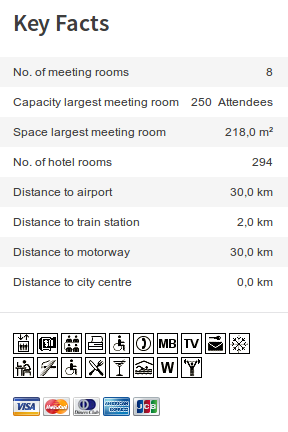 Key Facts
No. of meeting rooms 8
Capacity largest meeting room 250 Attendees
Space largest meeting room 218,0 m²
No. of hotel rooms 294
Distance to airport 30,0 km
Distance to train station 2,0 km
Distance to motorway 30,0 km
Distance to city centre 0,0 km
MB TV
W
VISA MasterCard Diners Club AMERICAN EXPRESS JCB